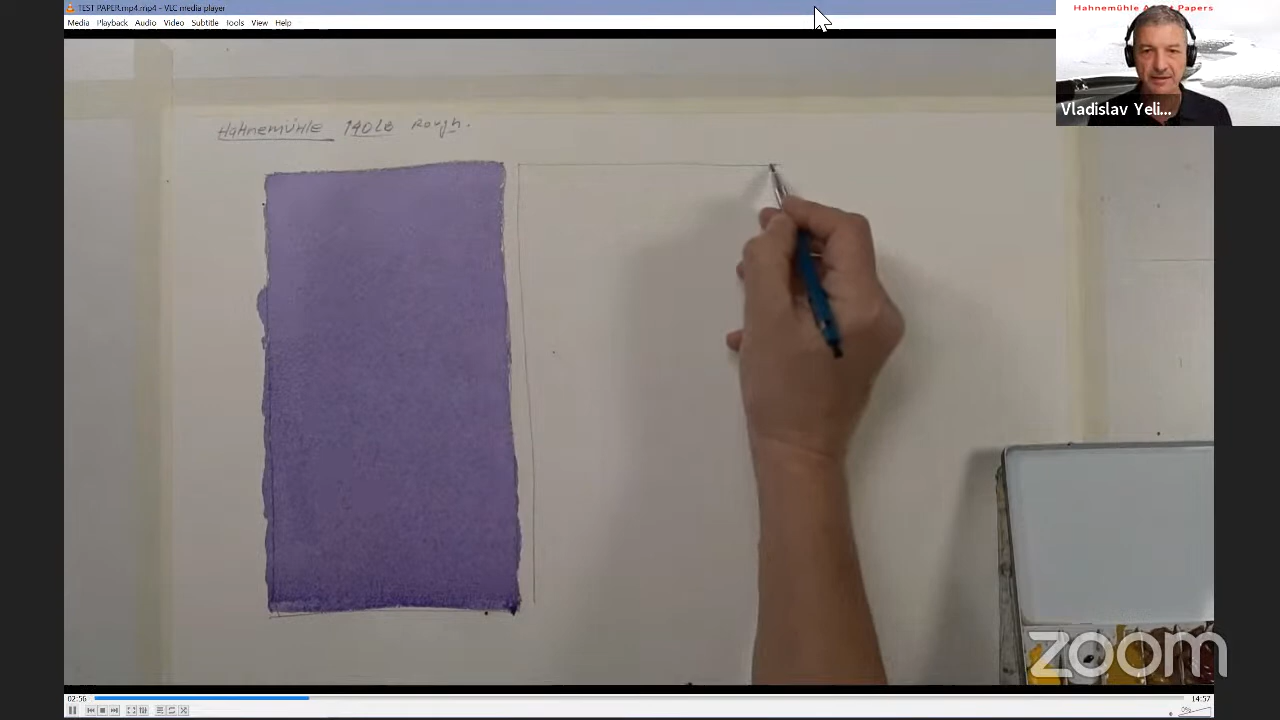 TEST PAPER.mp4.mp4 - VLC media player
Media Playback Audio Video Subtitle Tools View Help
Hahnemühle
Papers
Vladislav Yeli...
Hahnemühle 140Lb Rough.
zoom
02:56
14:57